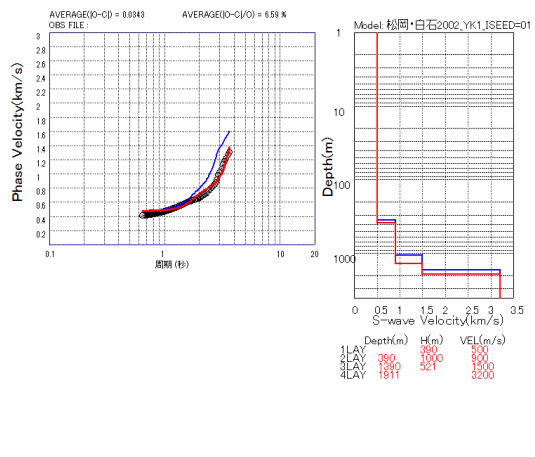 AVERAGE(|O-C|) = 0.0343 AVERAGE(|O-C|/O) = 6.59 %
OBS FILE :
Phase Velocity(km/s)
3
2.8
2.6
2.4
2.2
2
1.8
1.6
1.4
1.2
1
0.8
0.6
0.4
0.2
0.1 1 10 20
周期 (秒)
Model: 松岡・白石2002_YK1_ISEED=01
Depth(m)
1
10
100
1000
0 0.5 1 1.5 2 2.5 3 3.5
S-wave Velocity(km/s)
Depth(m) H(m) VEL(m/s)
1LAY 390 500
2LAY 390 1000 900
3LAY 1390 521 1500
4LAY 1911 3200